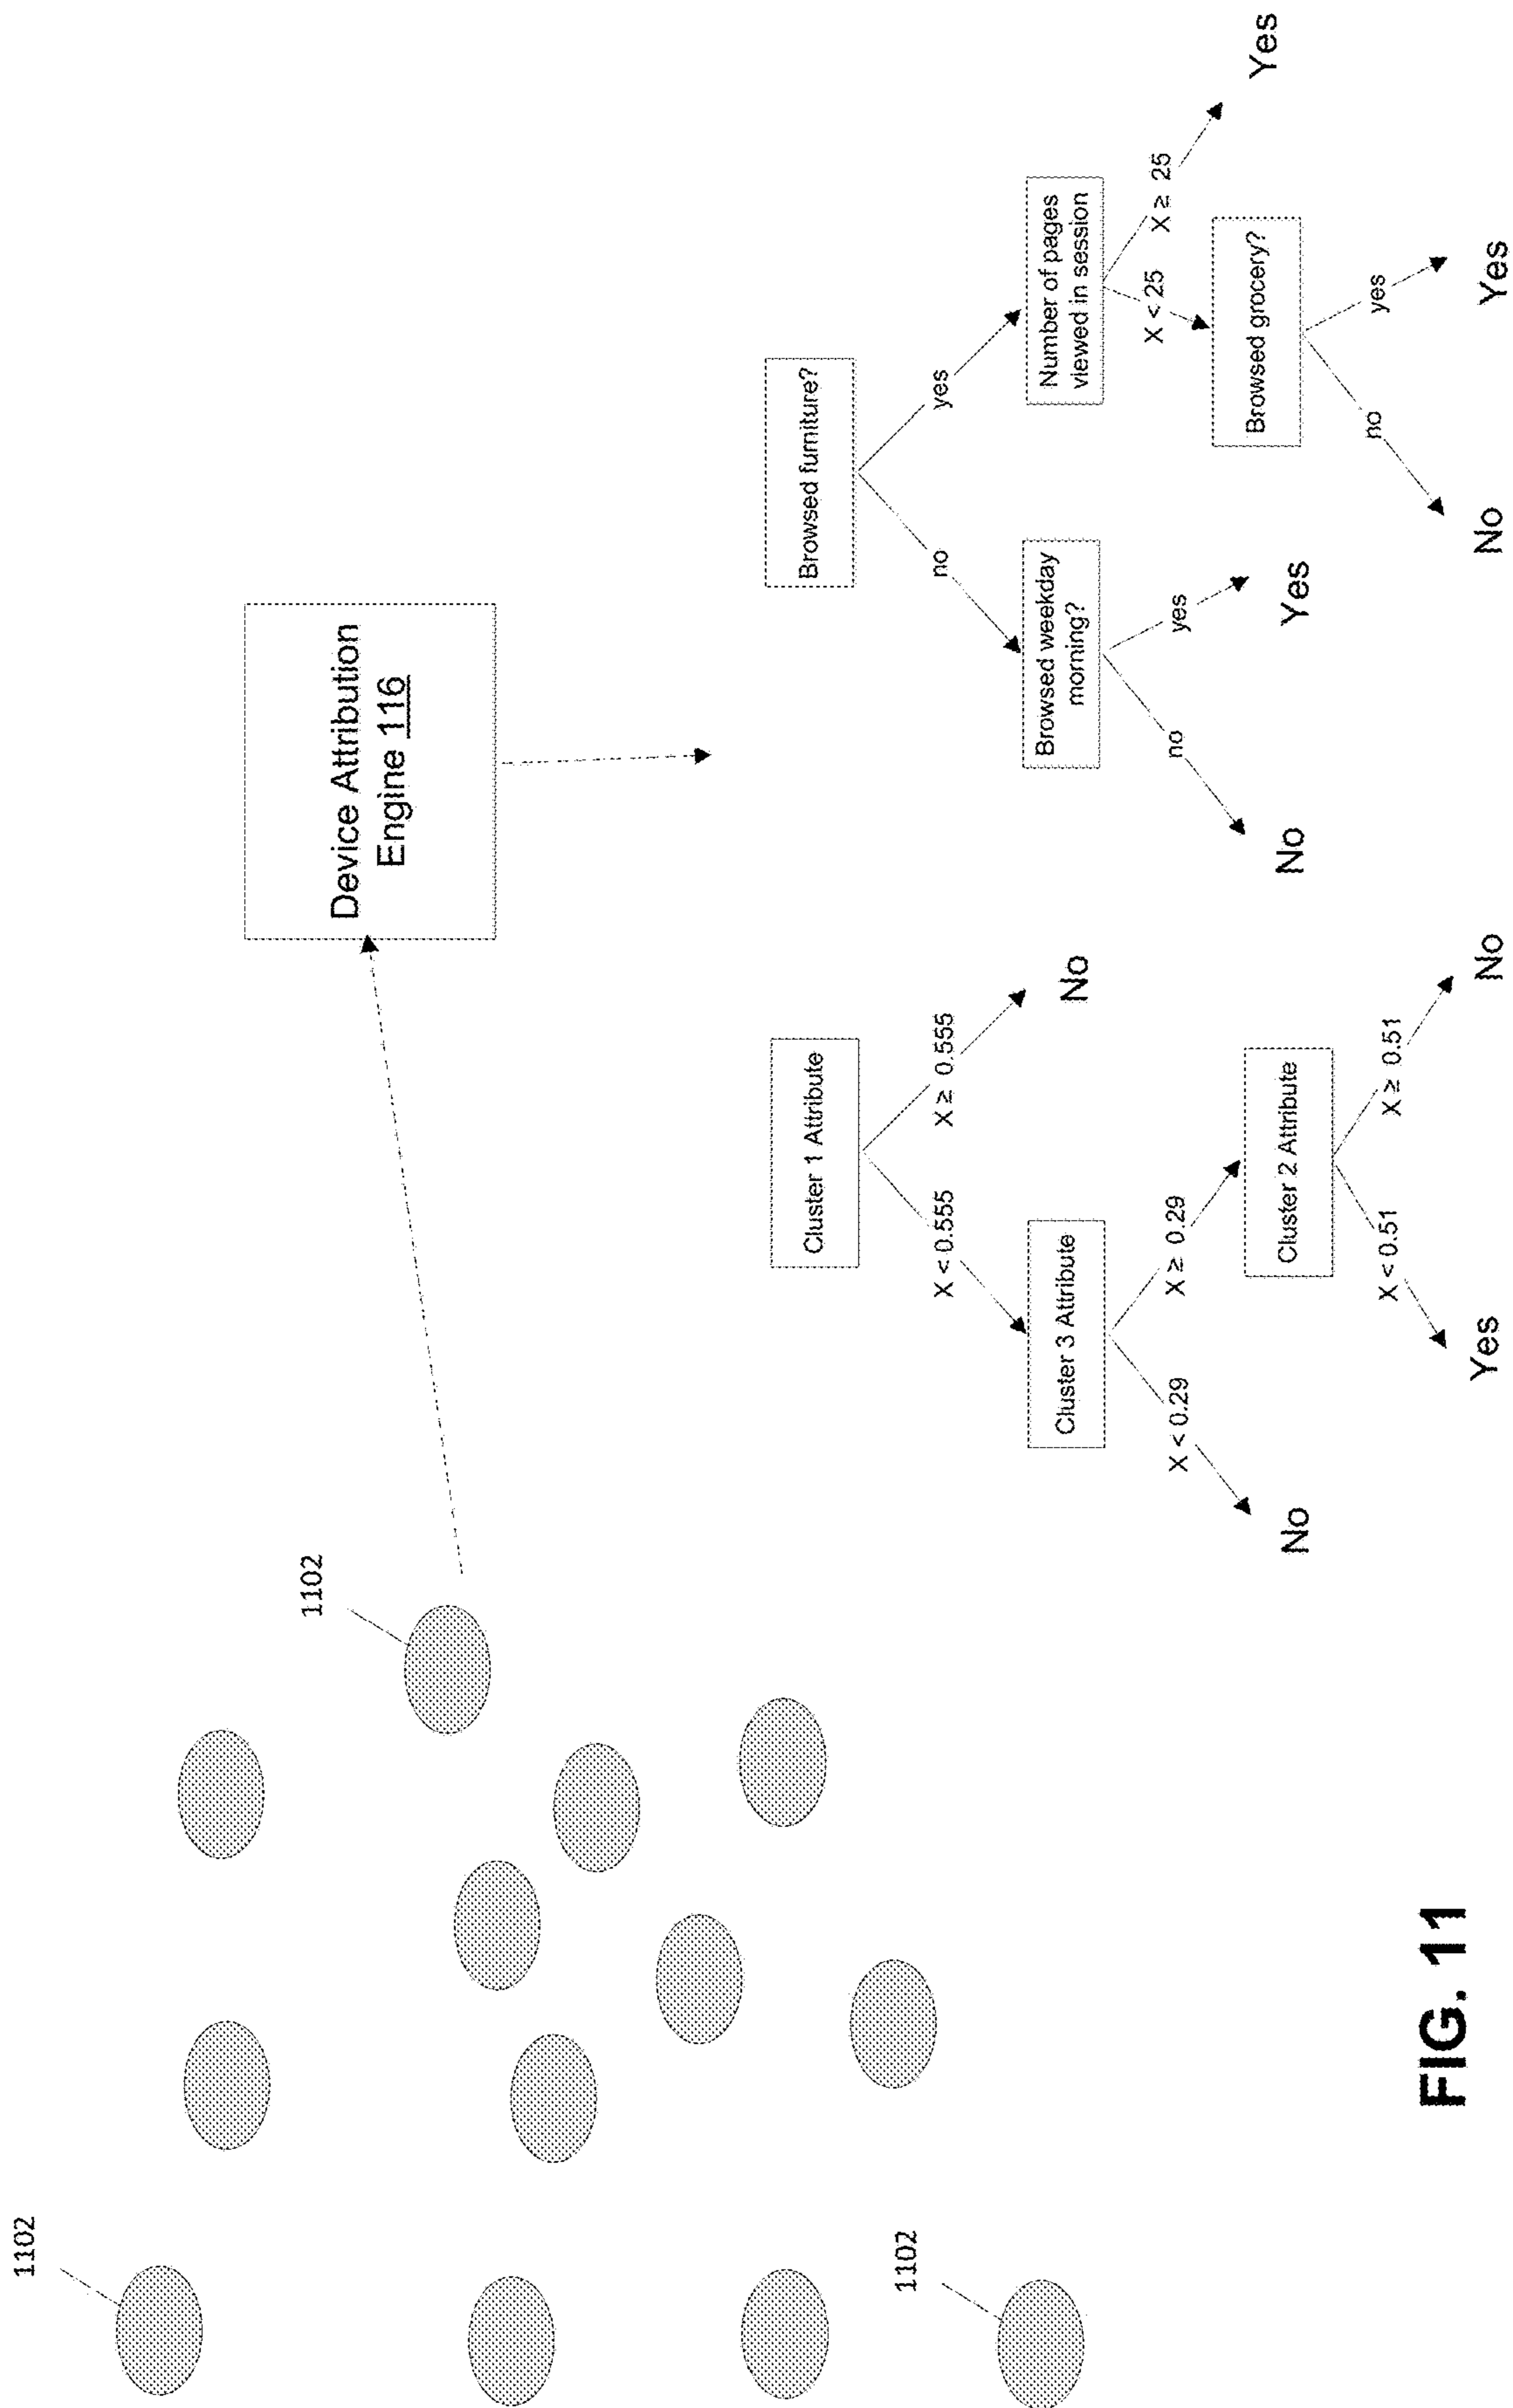 1102
1102
1102
Device Attribution
Engine 116
Cluster 1 Attribute
X < 0.555
X ≥ 0.555
Cluster 3 Attribute
No
X < 0.29
X ≥ 0.29
No
Cluster 2 Attribute
X < 0.51
X ≥ 0.51
Yes
No
Browsed furniture?
no
yes
Browsed weekday
morning?
Number of pages
viewed in session
no
yes
X < 25
X ≥ 25
No
Yes
Browsed grocery?
Yes
no
yes
No
Yes
FIG. 11